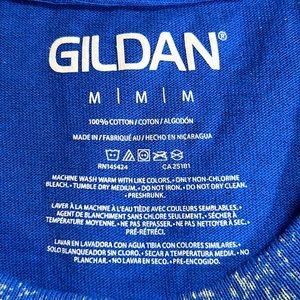 GILDAN®
M | M | M
100% COTTON / COTON / ALGODÓN
MADE IN / FABRIQUÉ AU / HECHO EN NICARAGUA
RN145424 CA 25181
MACHINE WASH WARM WITH LIKE COLORS. • ONLY NON-CHLORINE
BLEACH. • TUMBLE DRY MEDIUM. • DO NOT IRON. • DO NOT DRY CLEAN.
• PRESHRUNK.
LAVER À LA MACHINE À L'EAU TIÈDE AVEC COULEURS SEMBLABLES.
AGENT DE BLANCHIMENT SANS CHLORE SEULEMENT. • SÉCHER À
TEMPÉRATURE MOYENNE. • NE PAS REPASSER. • NE PAS NETTOYER À SEC.
PRÉ-RÉTRÉCI.
LAVAR EN LAVADORA CON AGUA TIBIA CON COLORES SIMILARES. •
SOLO BLANQUEADOR SIN CLORO. • SECAR A TEMPERATURA MEDIA. • NO
PLANCHAR. • NO LAVAR EN SECO. • PRE-ENCOGIDO.